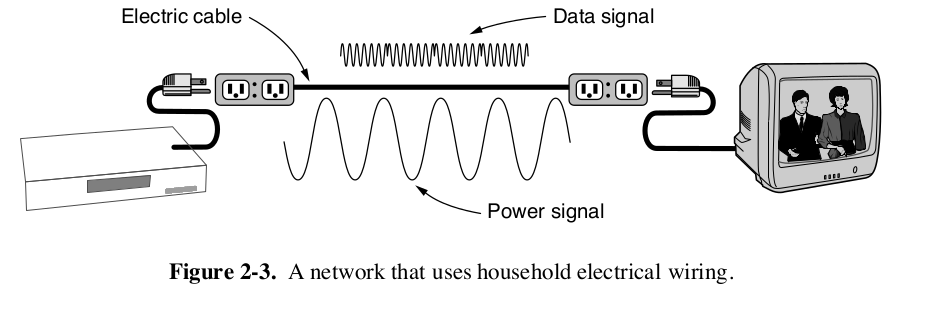 Electric cable
Data signal
Power signal
Figure 2-3. A network that uses household electrical wiring.